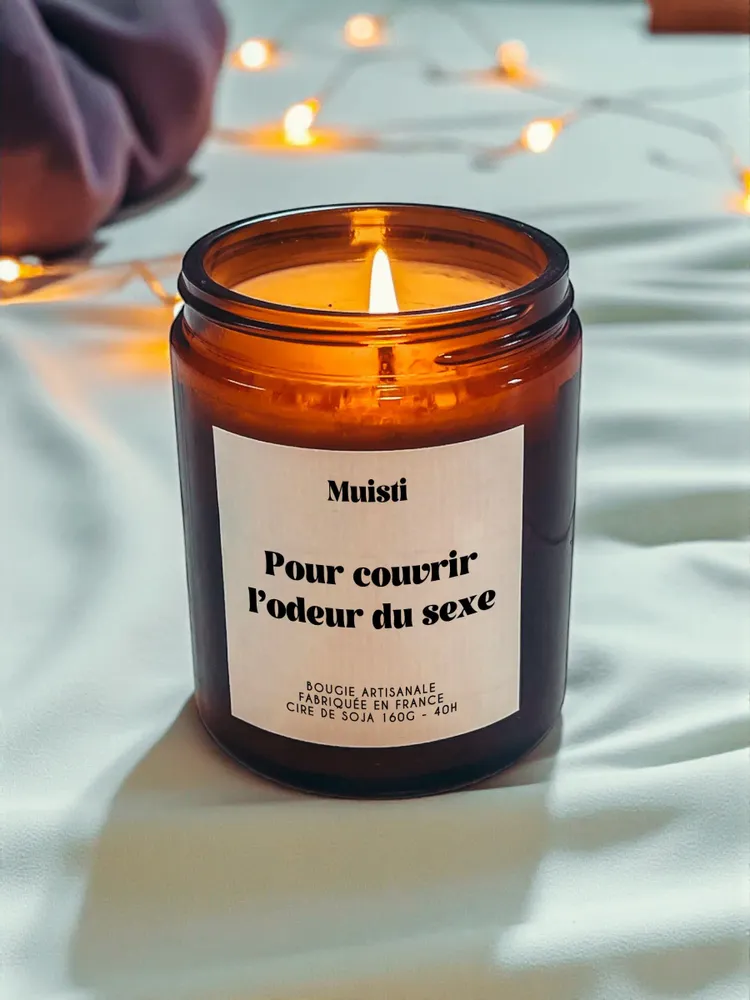 Muisti
Pour couvrir
l'odeur du sexe
BOUGIE ARTISANALE
FABRIQUÉE EN FRANCE
CIRE DE SOJA 160G - 40H